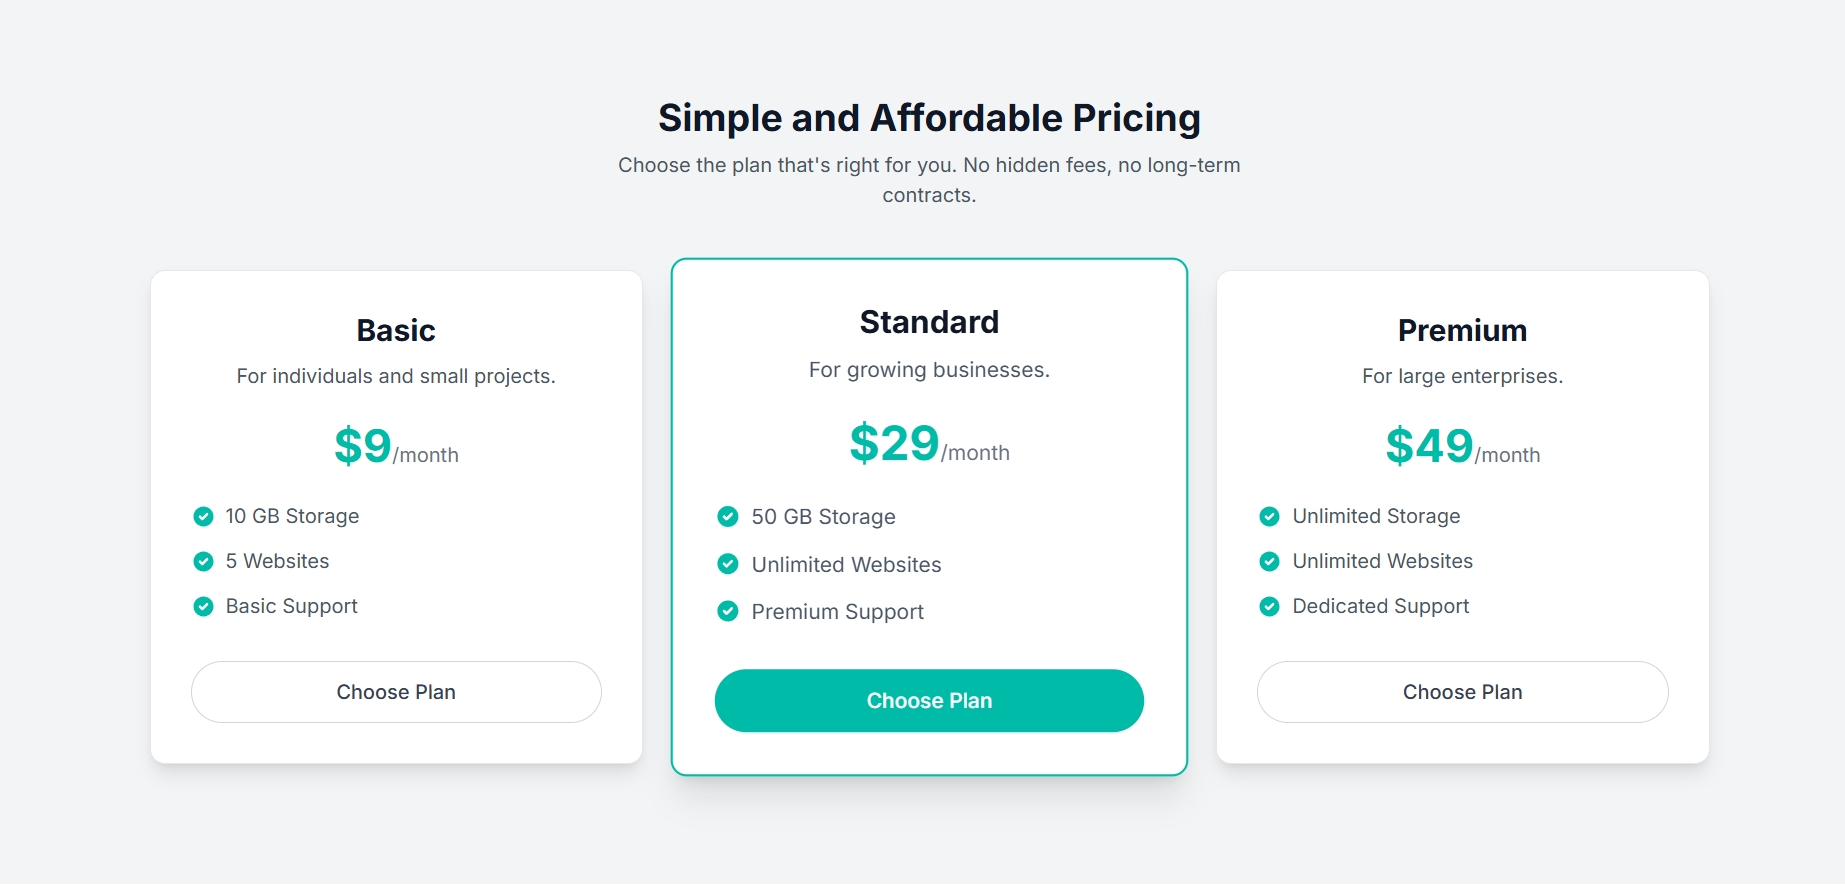 Simple and Affordable Pricing
Choose the plan that's right for you. No hidden fees, no long-term
contracts.
Basic
For individuals and small projects.
$9/month
10 GB Storage
5 Websites
Basic Support
Choose Plan
Standard
For growing businesses.
$29/month
50 GB Storage
Unlimited Websites
Premium Support
Choose Plan
Premium
For large enterprises.
$49/month
Unlimited Storage
Unlimited Websites
Dedicated Support
Choose Plan